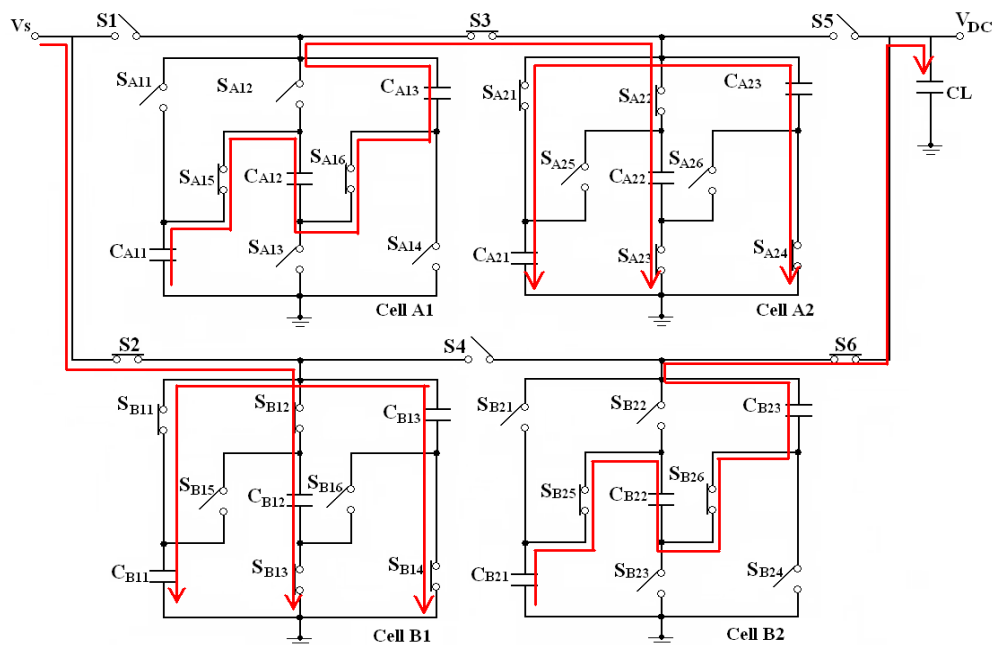 Vs S1 S3 S5 VDC
SA11 SA12 CA13 SA21 SA22 CA23 CL
SA15 CA12 SA16 SA25 CA22 SA26
CA11 SA13 SA14 CA21 SA23 SA24
Cell A1 Cell A2
S2 S4 S6
SB11 SB12 CB13 SB21 SB22 CB23
SB15 CB12 SB16 SB25 CB22 SB26
CB11 SB13 SB14 CB21 SB23 SB24
Cell B1 Cell B2